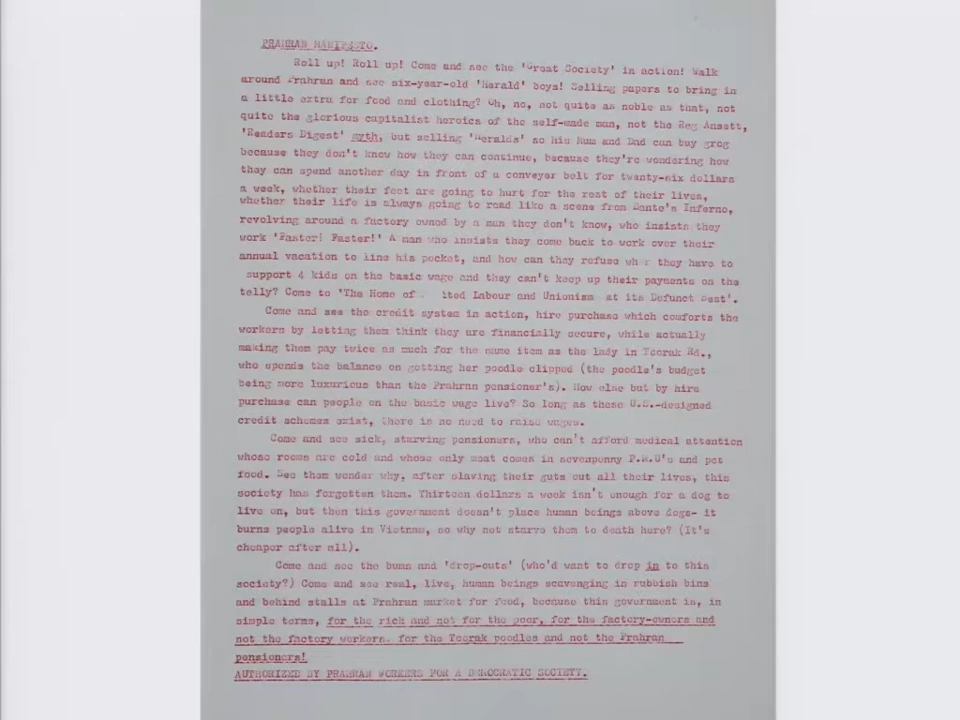 PRAHRAN MANIFESTO.
Roll up! Roll up! Come and see the 'Great Society' in action! Walk
around Prahran and see six-year-old 'Herald' boys! Selling papers to bring in
a little extra for food and clothing? Oh, no, not quite as noble as that, not
quite the glorious capitalist heroics of the self-made man, not the Reg Ansett,
'Readers Digest' myth, but selling 'Heralds' so his Mum and Dad can buy grog
because they don't know how they can continue, because they're wondering how
they can spend another day in front of a conveyer belt for twenty-six dollars
a week, whether their feet are going to hurt for the rest of their lives,
whether their life is always going to read like a scene from Dante's Inferno,
revolving around a factory owned by a man they don't know, who insists they
work 'Faster! Faster!' A man who insists they come back to work over their
annual vacation to line his pocket, and how can they refuse they have to
support 4 kids on the basic wage and they can't keep up their payments on the
telly? Come to 'The Home of Labour and Unionism at its Defunct Best'.
Come and see the credit system in action, hire purchase which comforts the
workers by letting them think they are financially secure, while actually
making them pay twice as much for the same item as the lady in Toorak Rd.,
who spends the balance on getting her poodle clipped (the poodle's budget
being more luxurious than the Prahran pensioner's). How else but by hire
purchase can people on the basic wage live? So long as these U.S.-designed
credit schemes exist, there is no need to raise wages.
Come and see sick, starving pensioners, who can't afford medical attention
whose rooms are cold and whose only meat comes in sevenpenny and pet
food. See them wonder why, after slaving their guts out all their lives, this
society has forgotten them. Thirteen dollars a week isn't enough for a dog to
live on, but then this government doesn't place human beings above dogs- it
burns people alive in Vietnam, so why not starve them to death here? (It's
cheaper after all).
Come and see the bums and 'drop-outs' (who'd want to drop in to this
society?) Come and see real, live, human beings scavenging in rubbish bins
and behind stalls at Prahran market for food, because this government is, in
simple terms, for the rich and not for the poor, for the factory-owners and
not the factory workers. for the Toorak poodles and not the Prahran
pensioners!
AUTHORIZED BY PRAHRAN WORKERS FOR A DEMOCRATIC SOCIETY.